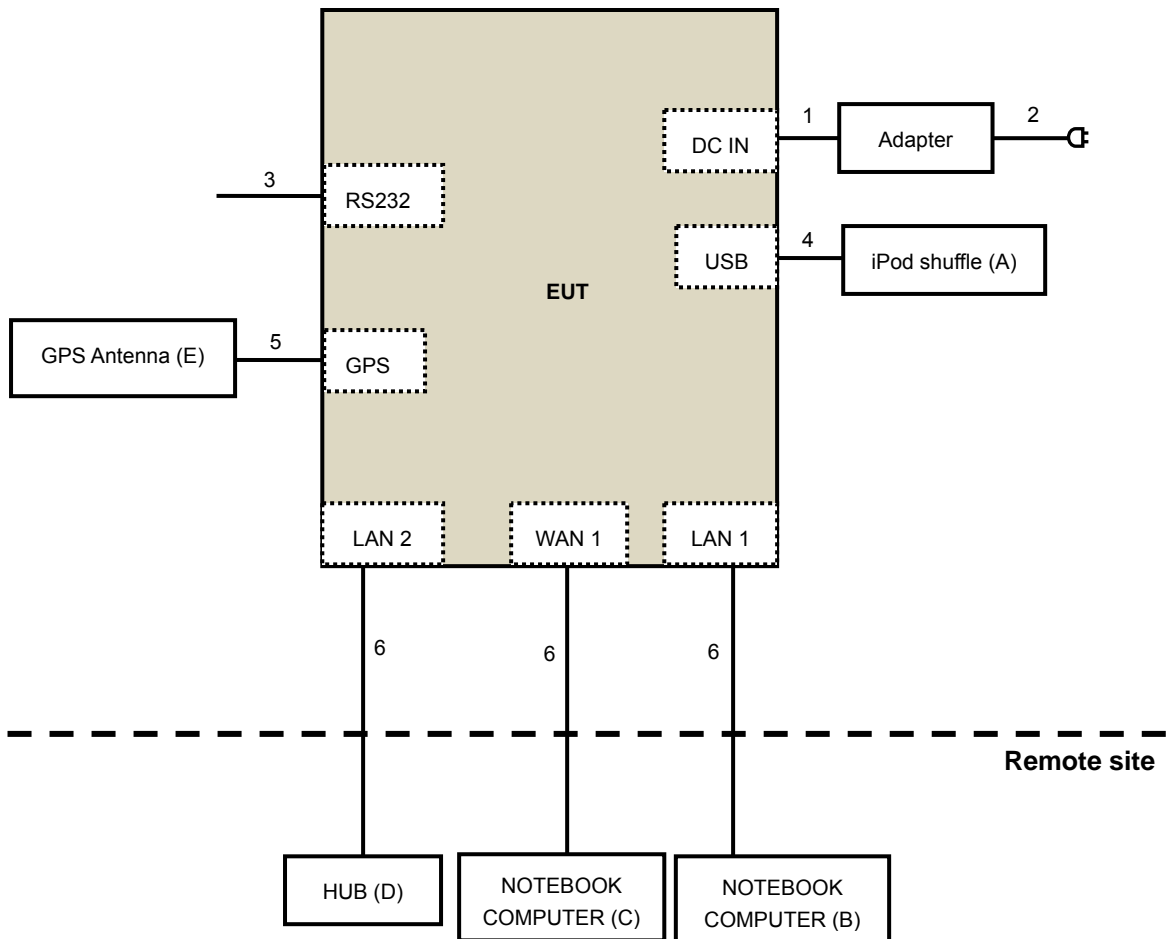 1
2
DC IN
Adapter
3
RS232
4
USB
iPod shuffle (A)
EUT
5
GPS Antenna (E)
GPS
LAN 2
WAN 1
LAN 1
6
6
6
Remote site
HUB (D)
NOTEBOOK
COMPUTER (C)
NOTEBOOK
COMPUTER (B)